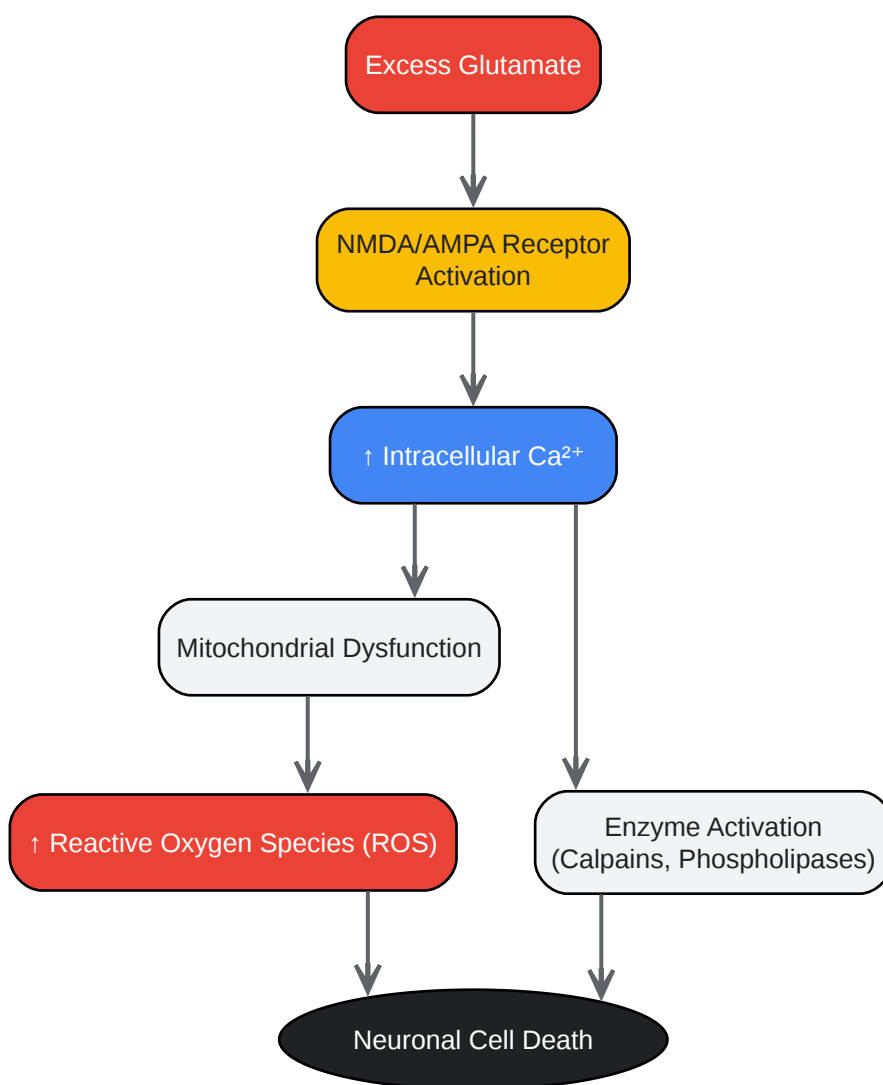 Excess Glutamate
NMDA/AMPA Receptor
Activation
↑ Intracellular Ca²⁺
Mitochondrial Dysfunction
↑ Reactive Oxygen Species (ROS)
Enzyme Activation
(Calpains, Phospholipases)
Neuronal Cell Death